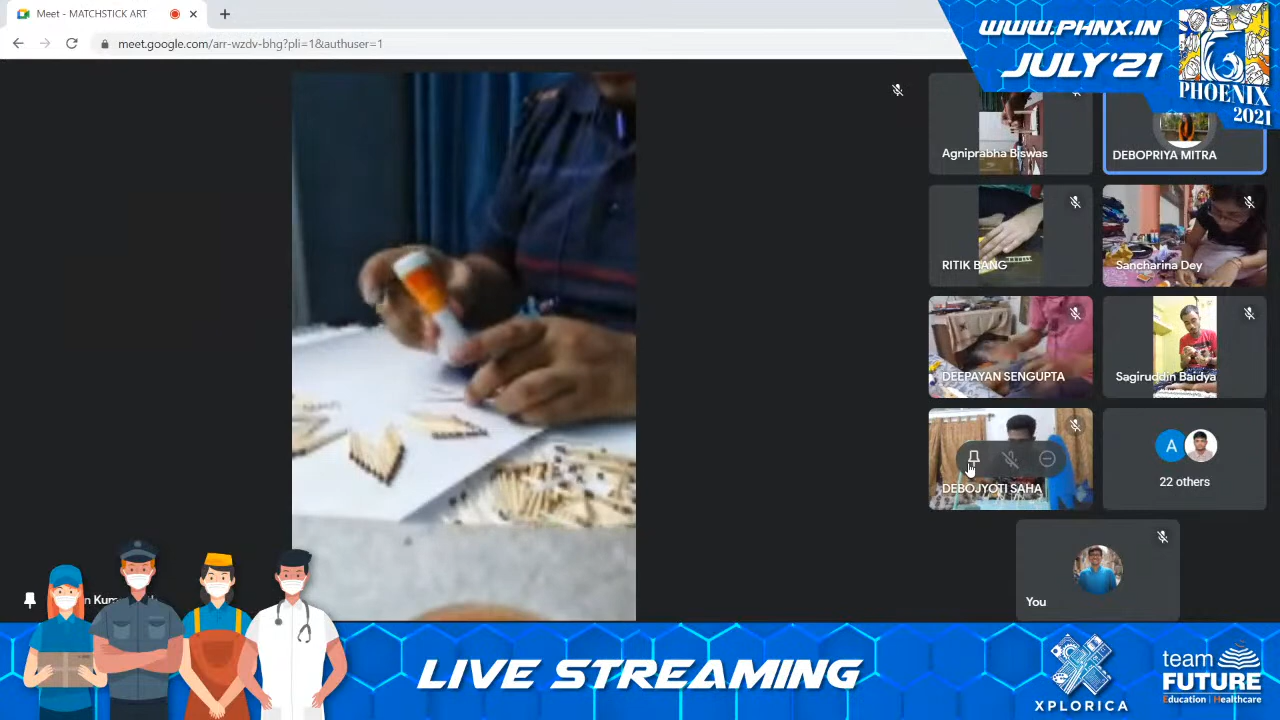 Meet - MATCHSTICK ART
meet.google.com/arr-wzdv-bhg?pli=1&authuser=1
WWW.PHNX.IN
JULY'21
PHOENIX
2021
Agniprabha Biswas
DEBOPRIYA MITRA
RITIK BANG
Sancharina Dey
DEEPAYAN SENGUPTA
Sagiruddin Baidya
DEBOJYOTI SAHA
A
22 others
You
LIVE STREAMING
XPLORICA
team
FUTURE
Education | Healthcare